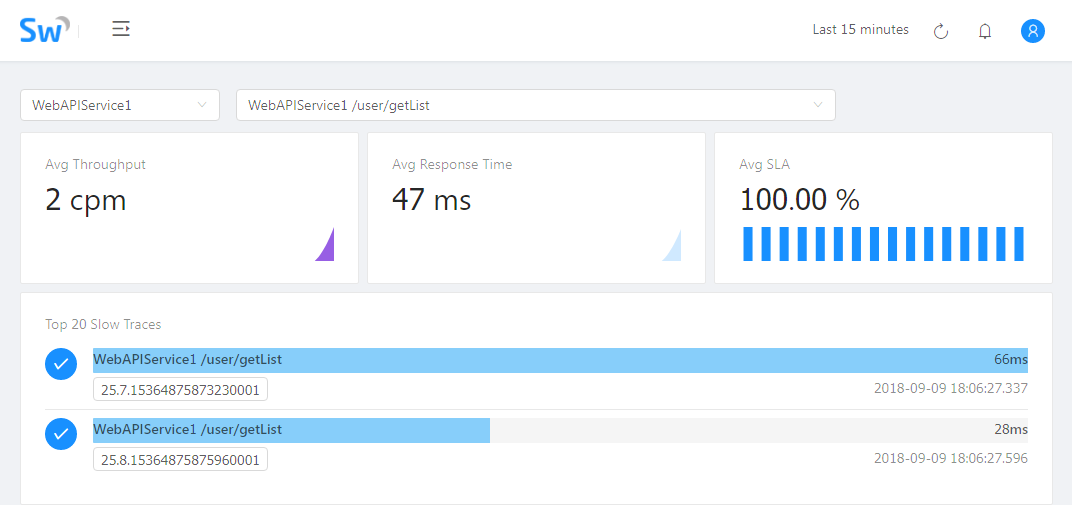 Sw
Last 15 minutes
WebAPIService1
WebAPIService1 /user/getList
Avg Throughput
2 cpm
Avg Response Time
47 ms
Avg SLA
100.00 %
Top 20 Slow Traces
WebAPIService1 /user/getList 66ms
25.7.15364875873230001 2018-09-09 18:06:27.337
WebAPIService1 /user/getList 28ms
25.8.15364875875960001 2018-09-09 18:06:27.596